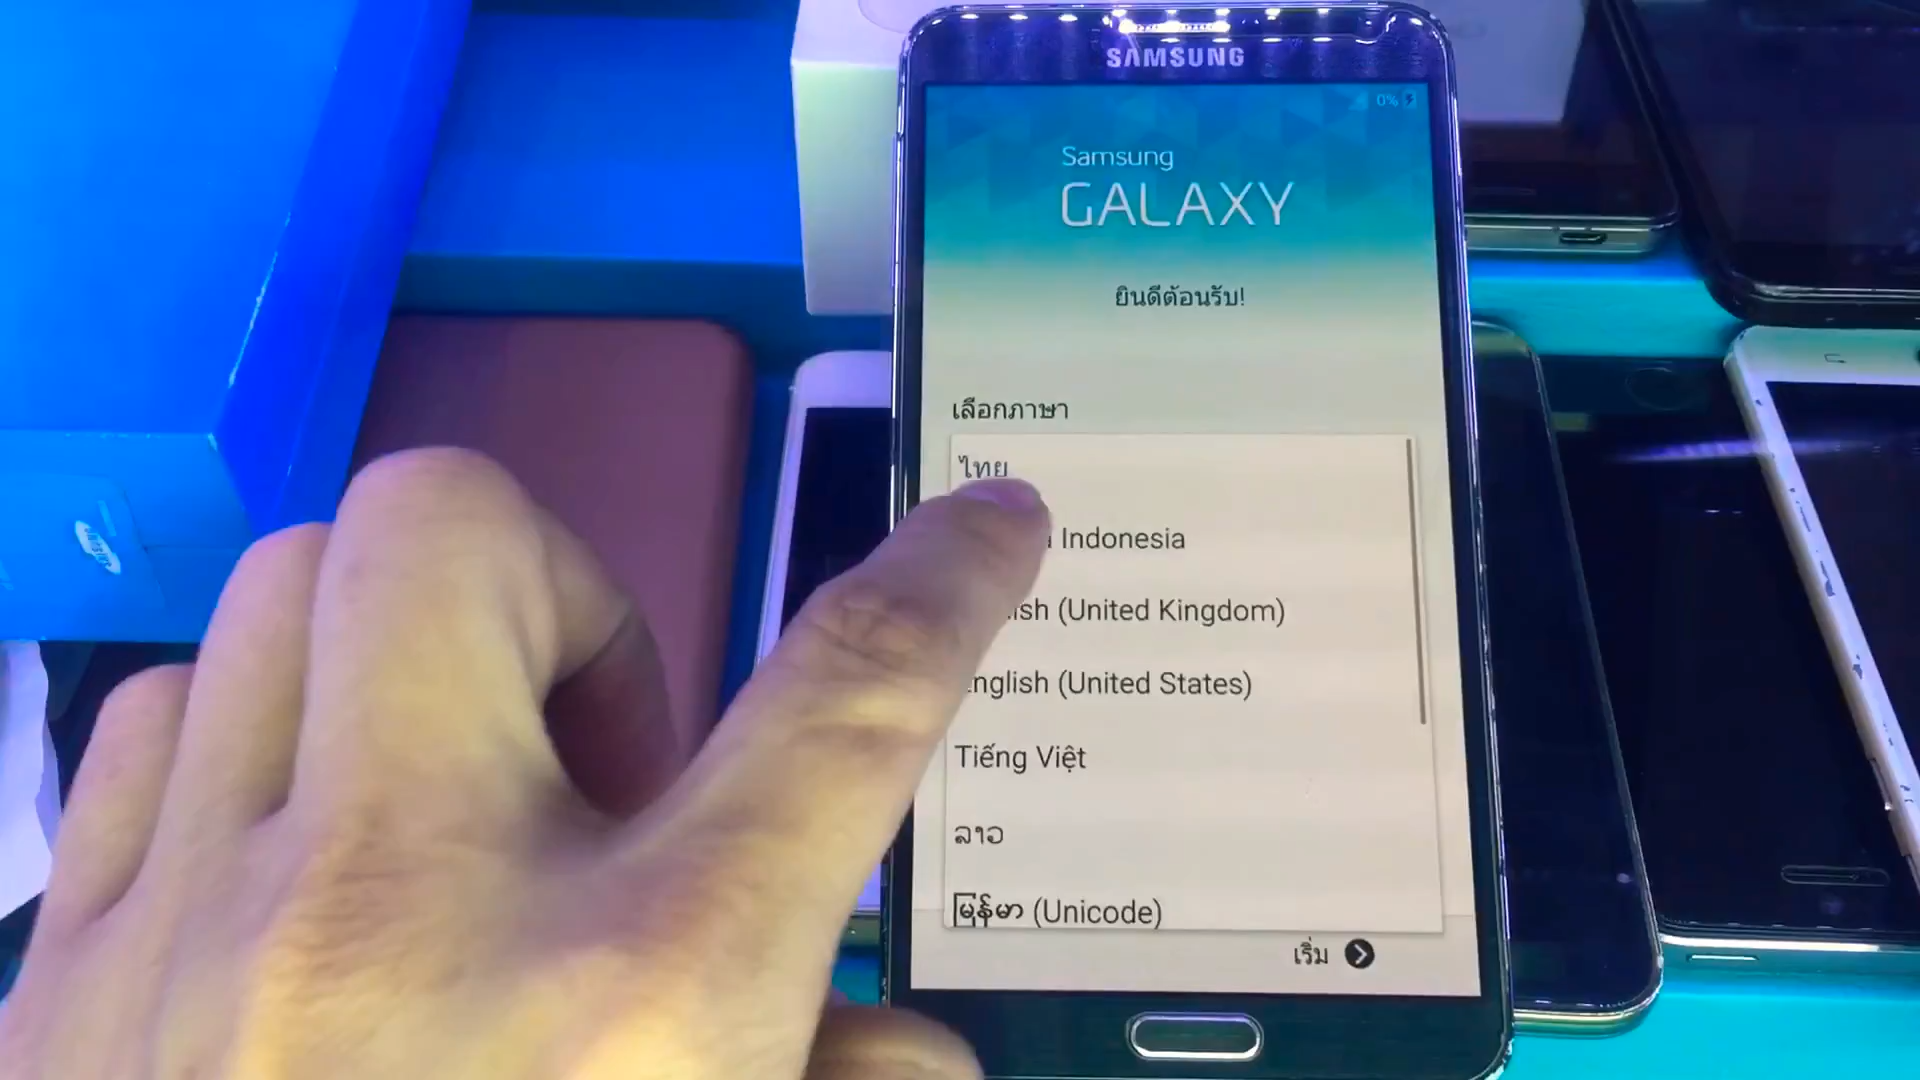 SAMSUNG
0%
Samsung
GALAXY
ยินดีต้อนรับ!
เลือกภาษา
ไทย
Indonesia
(United Kingdom)
English (United States)
Tiếng Việt
ລາວ
မြန်မာ (Unicode)
เริ่ม
SAMSUNG